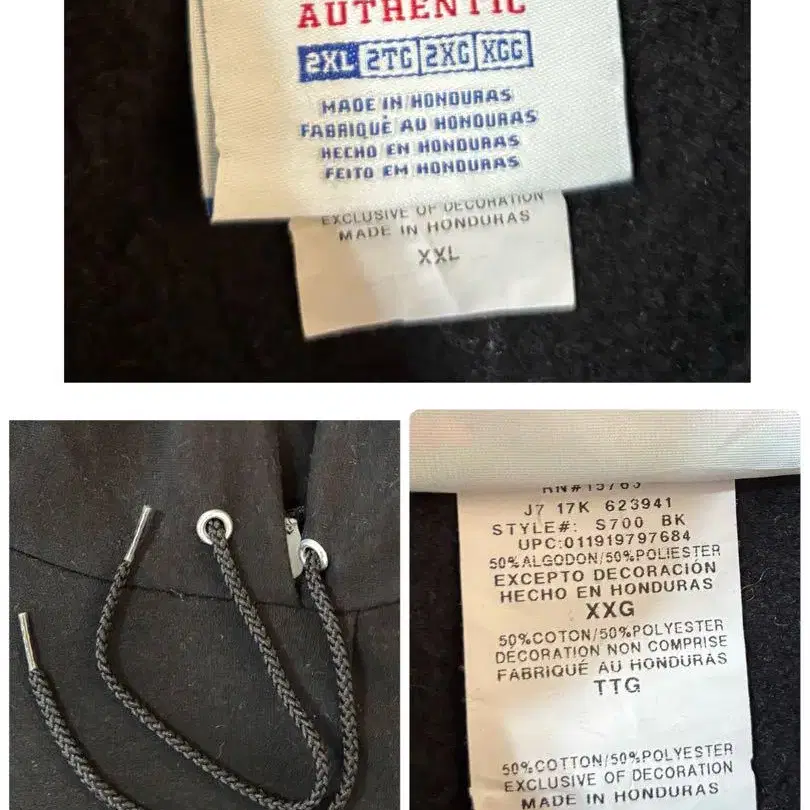 AUTHENTIC
2XL 2TG 2XG XGG
MADE IN HONDURAS
FABRIQUÈ AU HONDURAS
HECHO EN HONDURAS
FEITO EM HONDURAS
EXCLUSIVE OF DECORATION
MADE IN HONDURAS
XXL
RN#15763
J7 17K 623941
STYLE#: S700 BK
UPC:011919797684
50%ALGODON/50%POLIESTER
EXCEPTO DECORACIÓN
HECHO EN HONDURAS
XXG
50%COTON/50%POLYESTER
DÉCORATION NON COMPRISE
FABRIQUÉ AU HONDURAS
TTG
50%COTTON/50%POLYESTER
EXCLUSIVE OF DECORATION
MADE IN HONDURAS